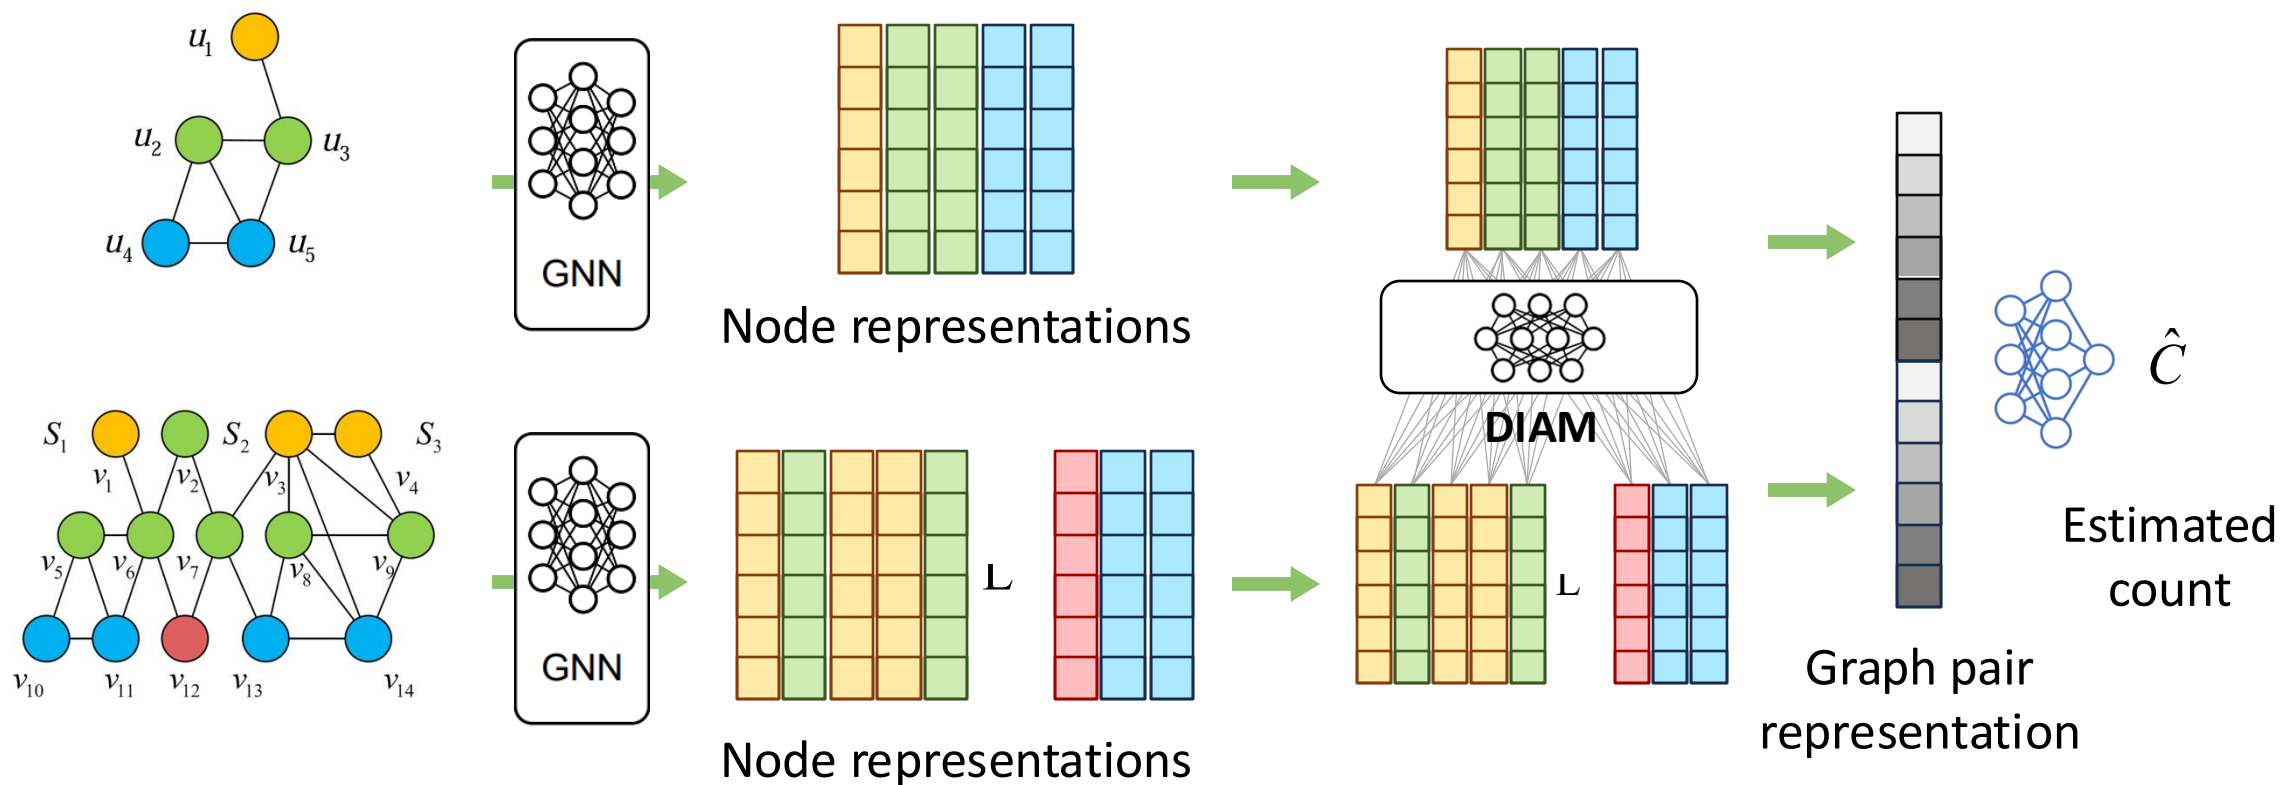 u1
u2
u3
u4
u5
GNN
Node representations
DIAM
Ĉ
Estimated
count
Graph pair
representation
S1
S2
S3
v1
v2
v3
v4
v5
v6
v7
v8
v9
v10
v11
v12
v13
v14
GNN
L
L
Node representations